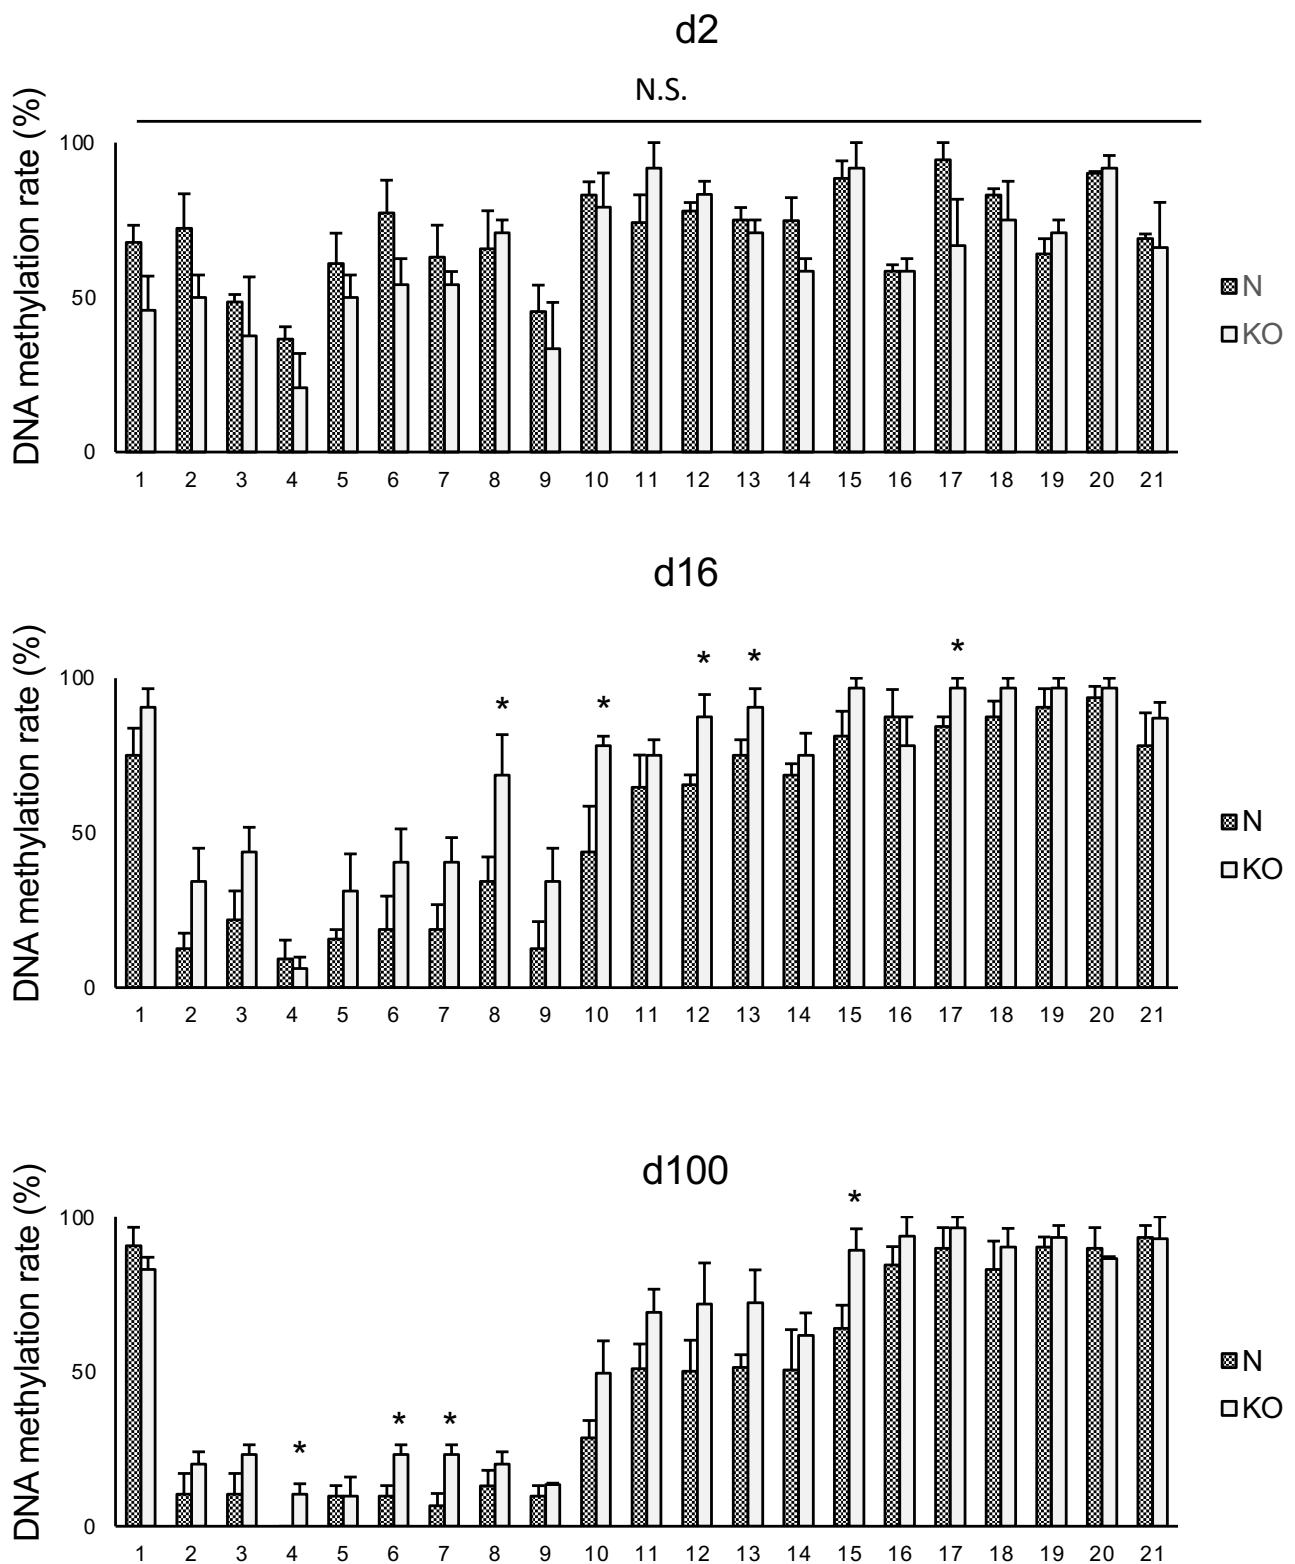 d2
N.S.
DNA methylation rate (%)
100
50
0
1 2 3 4 5 6 7 8 9 10 11 12 13 14 15 16 17 18 19 20 21
N
KO
d16
DNA methylation rate (%)
* * * * *
100
50
0
1 2 3 4 5 6 7 8 9 10 11 12 13 14 15 16 17 18 19 20 21
N
KO
d100
DNA methylation rate (%)
* * * *
100
50
0
1 2 3 4 5 6 7 8 9 10 11 12 13 14 15 16 17 18 19 20 21
N
KO